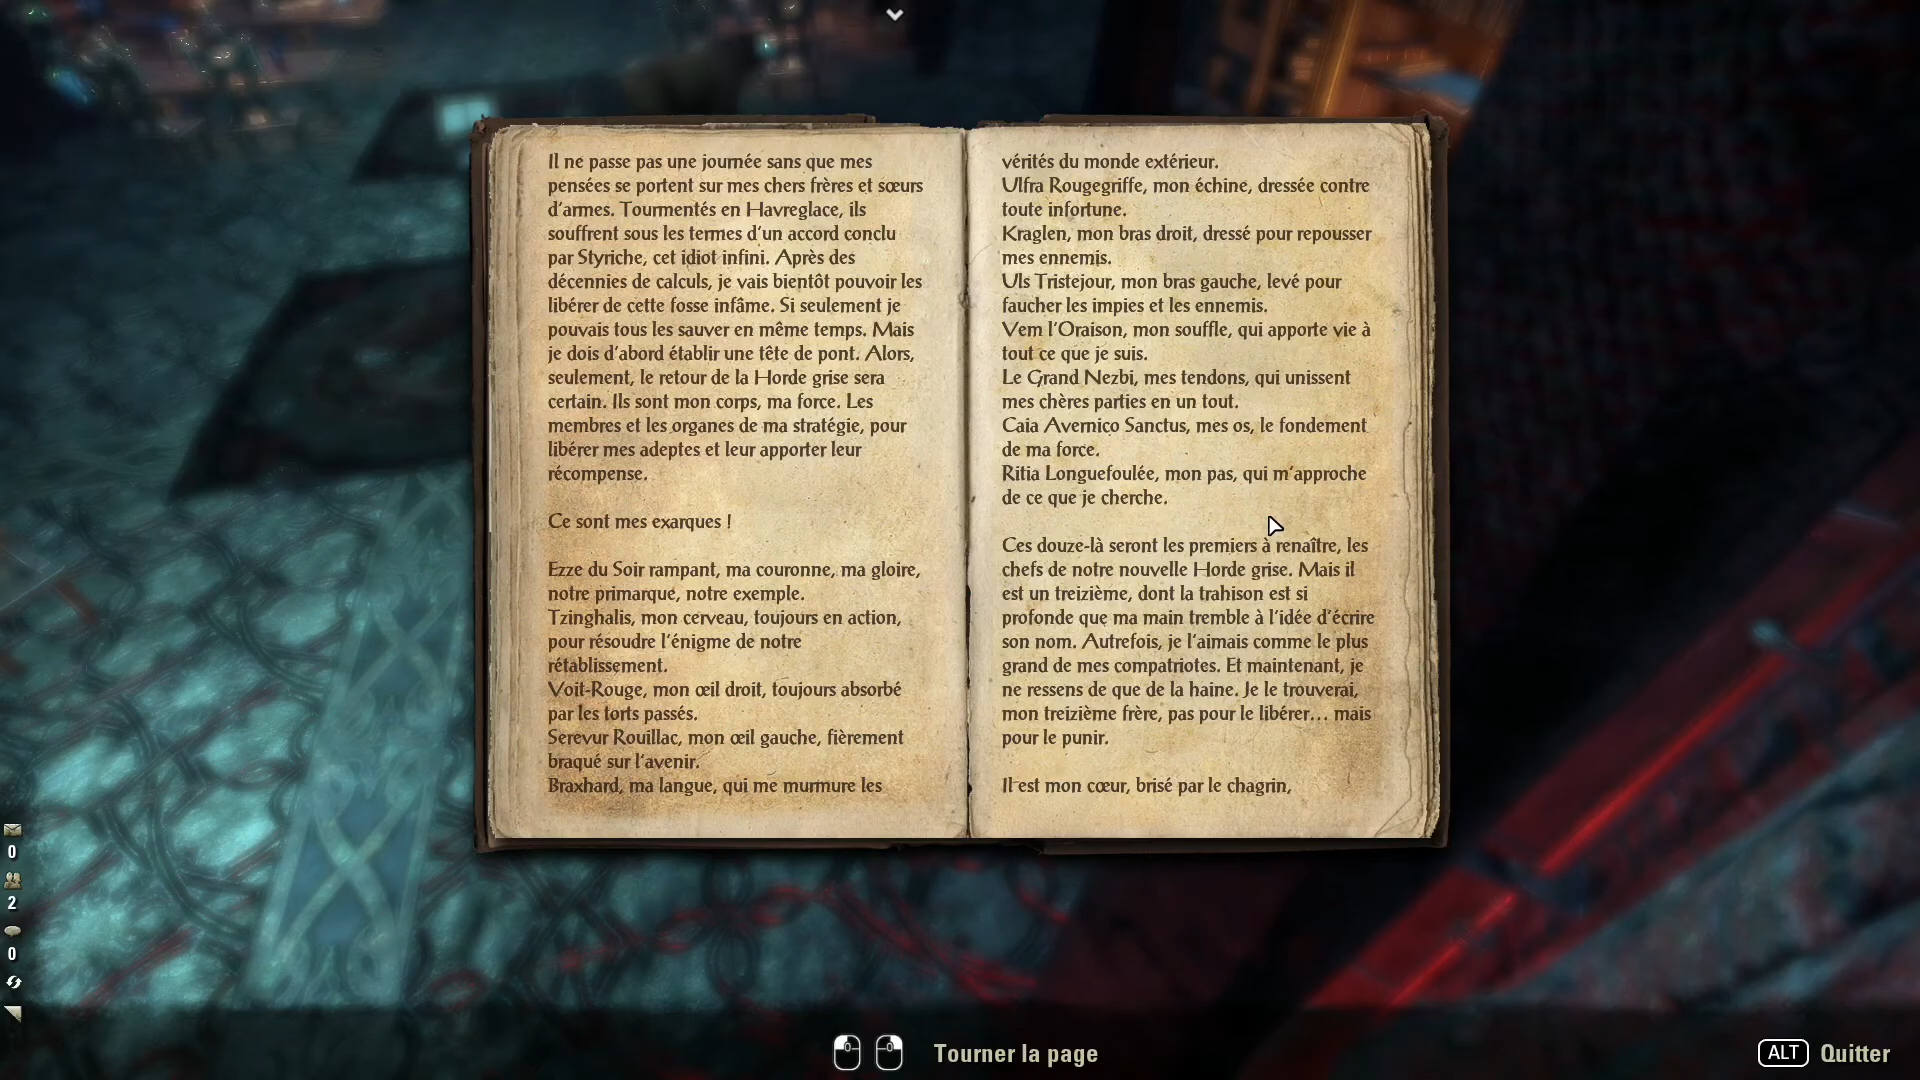 Il ne passe pas une journée sans que mes
pensées se portent sur mes chers frères et sœurs
d'armes. Tourmentés en Havreglace, ils
souffrent sous les termes d'un accord conclu
par Styriche, cet idiot infini. Après des
décennies de calculs, je vais bientôt pouvoir les
libérer de cette fosse infâme. Si seulement je
pouvais tous les sauver en même temps. Mais
je dois d'abord établir une tête de pont. Alors,
seulement, le retour de la Horde grise sera
certain. Ils sont mon corps, ma force. Les
membres et les organes de ma stratégie, pour
libérer mes adeptes et leur apporter leur
récompense.
Ce sont mes exarques !
Ezze du Soir rampant, ma couronne, ma gloire,
notre primarque, notre exemple.
Tzinghalis, mon cerveau, toujours en action,
pour résoudre l'énigme de notre
rétablissement.
Voit-Rouge, mon œil droit, toujours absorbé
par les torts passés.
Serevur Rouillac, mon œil gauche, fièrement
braqué sur l'avenir.
Braxhard, ma langue, qui me murmure les
vérités du monde extérieur.
Ulfra Rougegriffe, mon échine, dressée contre
toute infortune.
Kraglen, mon bras droit, dressé pour repousser
mes ennemis.
Uls Tristejour, mon bras gauche, levé pour
faucher les impies et les ennemis.
Vem l'Oraison, mon souffle, qui apporte vie à
tout ce que je suis.
Le Grand Nezbi, mes tendons, qui unissent
mes chères parties en un tout.
Caia Avernico Sanctus, mes os, le fondement
de ma force.
Ritia Longuefoulée, mon pas, qui m'approche
de ce que je cherche.
Ces douze-là seront les premiers à renaître, les
chefs de notre nouvelle Horde grise. Mais il
est un treizième, dont la trahison est si
profonde que ma main tremble à l'idée d'écrire
son nom. Autrefois, je l'aimais comme le plus
grand de mes compatriotes. Et maintenant, je
ne ressens de que de la haine. Je le trouverai,
mon treizième frère, pas pour le libérer... mais
pour le punir.
Il est mon cœur, brisé par le chagrin,
0
2
0
Tourner la page
ALT Quitter